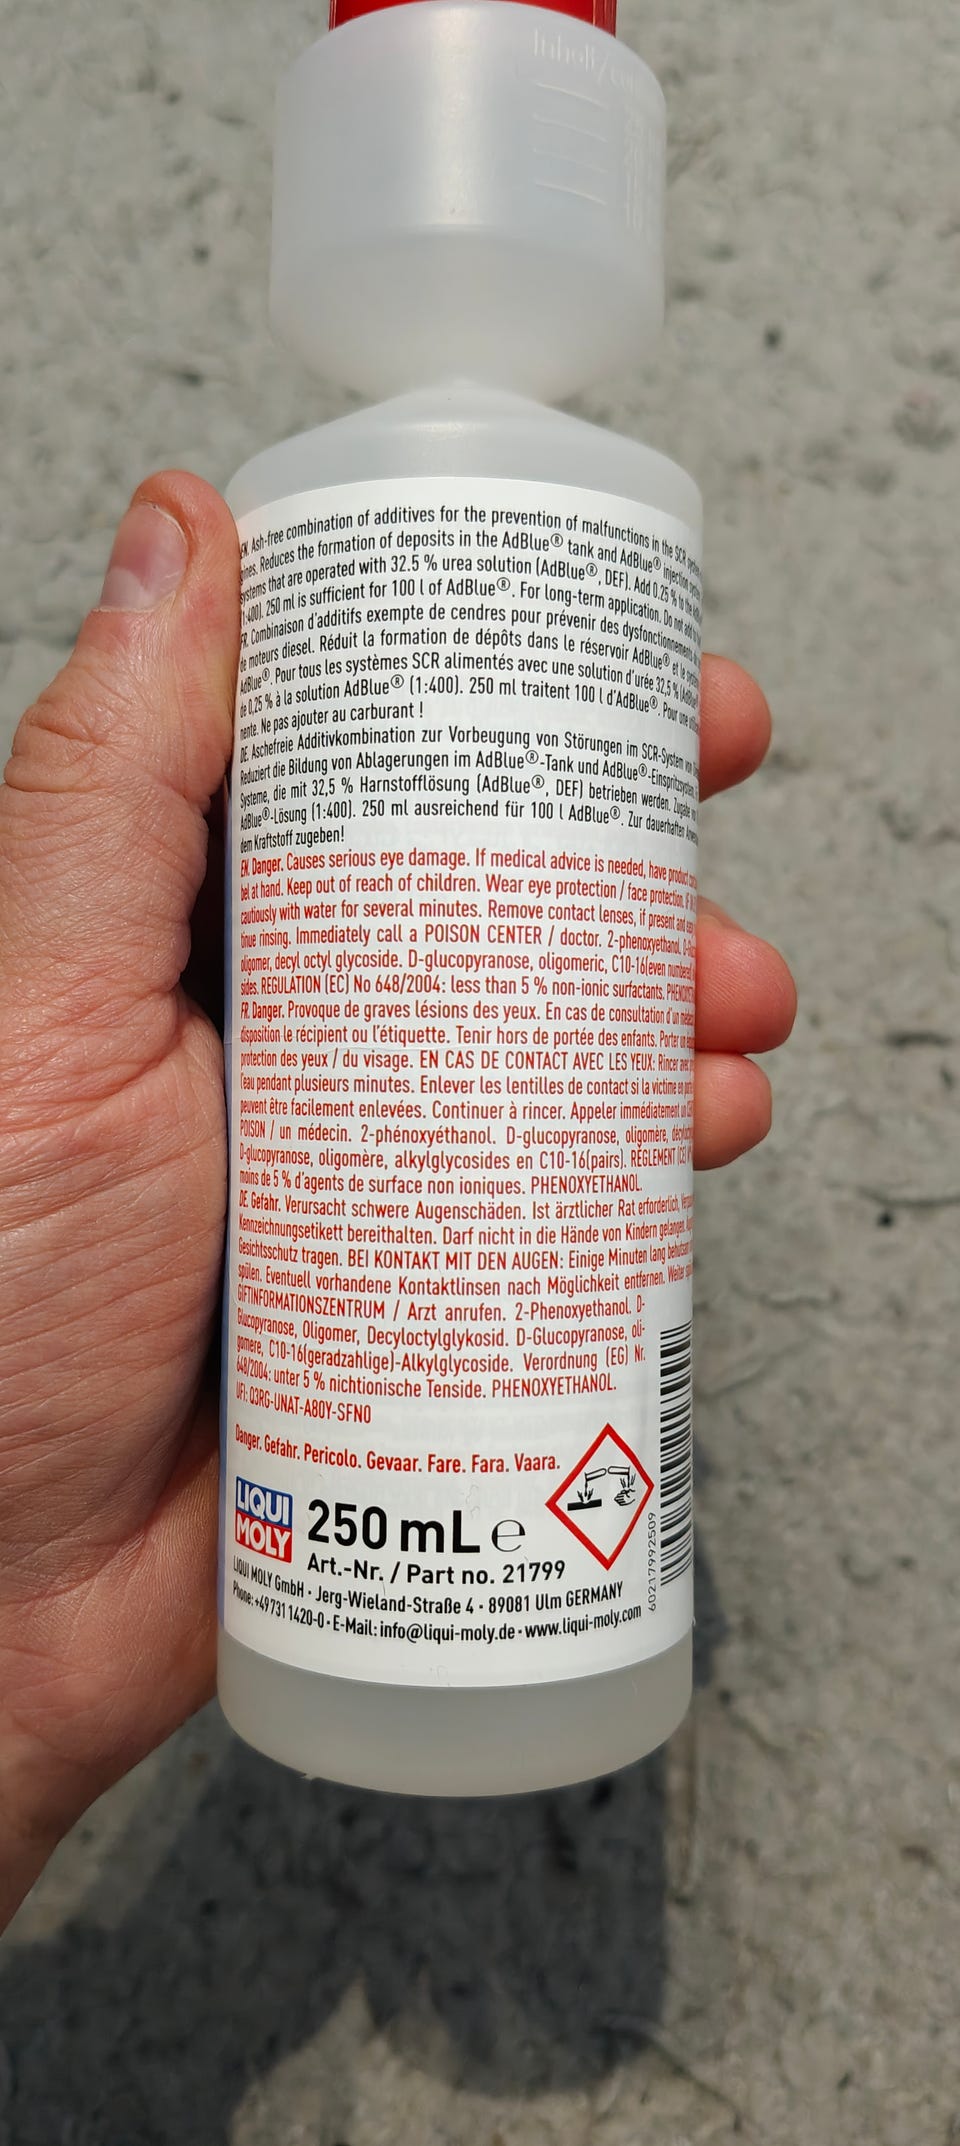 Inhalt/
EN. Ash-free combination of additives for the prevention of malfunctions in the SCR
Reduces the formation of deposits in the AdBlue® tank and AdBlue® injection
systems that are operated with 32.5 % urea solution (AdBlue®, DEF). Add 0.25 % to the
(1:400). 250 ml is sufficient for 100 l of AdBlue®. For long-term application. Do not add to
FR. Combinaison d'additifs exempte de cendres pour prévenir des dysfonctionnements
de moteurs diesel. Réduit la formation de dépôts dans le réservoir AdBlue® et le
AdBlue®. Pour tous les systèmes SCR alimentés avec une solution d'urée 32,5 %
de 0,25 % à la solution AdBlue® (1:400). 250 ml traitent 100 l d'AdBlue®. Pour une
nente. Ne pas ajouter au carburant !
DE. Aschefreie Additivkombination zur Vorbeugung von Störungen im SCR-System von
Reduziert die Bildung von Ablagerungen im AdBlue®-Tank und AdBlue®-Einspritzsystem.
Systeme, die mit 32,5 % Harnstofflösung (AdBlue®, DEF) betrieben werden. Zugabe von
AdBlue®-Lösung (1:400). 250 ml ausreichend für 100 l AdBlue®. Zur dauerhaften
dem Kraftstoff zugeben!
EN. Danger. Causes serious eye damage. If medical advice is needed, have product
bel at hand. Keep out of reach of children. Wear eye protection / face protection. IF IN
cautiously with water for several minutes. Remove contact lenses, if present and
tinue rinsing. Immediately call a POISON CENTER / doctor. 2-phenoxyethanol.
oligomer, decyl octyl glycoside. D-glucopyranose, oligomeric, C10-16(even numbered)
sides. REGULATION (EC) No 648/2004: less than 5 % non-ionic surfactants.
FR. Danger. Provoque de graves lésions des yeux. En cas de consultation d'un
disposition le récipient ou l'étiquette. Tenir hors de portée des enfants. Porter un
protection des yeux / du visage. EN CAS DE CONTACT AVEC LES YEUX: Rincer avec
l'eau pendant plusieurs minutes. Enlever les lentilles de contact si la victime en
peuvent être facilement enlevées. Continuer à rincer. Appeler immédiatement un
POISON / un médecin. 2-phénoxyéthanol. D-glucopyranose, oligomère,
D-glucopyranose, oligomère, alkylglycosides en C10-16(pairs). RÈGLEMENT (CE)
moins de 5 % d'agents de surface non ioniques. PHENOXYETHANOL.
DE. Gefahr. Verursacht schwere Augenschäden. Ist ärztlicher Rat erforderlich,
Kennzeichnungsetikett bereithalten. Darf nicht in die Hände von Kindern gelangen.
Gesichtsschutz tragen. BEI KONTAKT MIT DEN AUGEN: Einige Minuten lang behutsam
spülen. Eventuell vorhandene Kontaktlinsen nach Möglichkeit entfernen. Weiter
GIFTINFORMATIONSZENTRUM / Arzt anrufen. 2-Phenoxyethanol. D-
Glucopyranose, Oligomer, Decyloctylglykosid. D-Glucopyranose, oli-
gomere, C10-16(geradzahlige)-Alkylglycoside. Verordnung (EG) Nr.
648/2004: unter 5 % nichtionische Tenside. PHENOXYETHANOL.
UFI: Q3RG-UNAT-A80Y-SFN0
Danger. Gefahr. Pericolo. Gevaar. Fare. Fara. Vaara.
LIQUI
MOLY
250 mL ℮
Art.-Nr. / Part no. 21799
LIQUI MOLY GmbH · Jerg-Wieland-Straße 4 · 89081 Ulm GERMANY
Phone: +49 731 1420-0 · E-Mail: info@liqui-moly.de · www.liqui-moly.com
60217992509